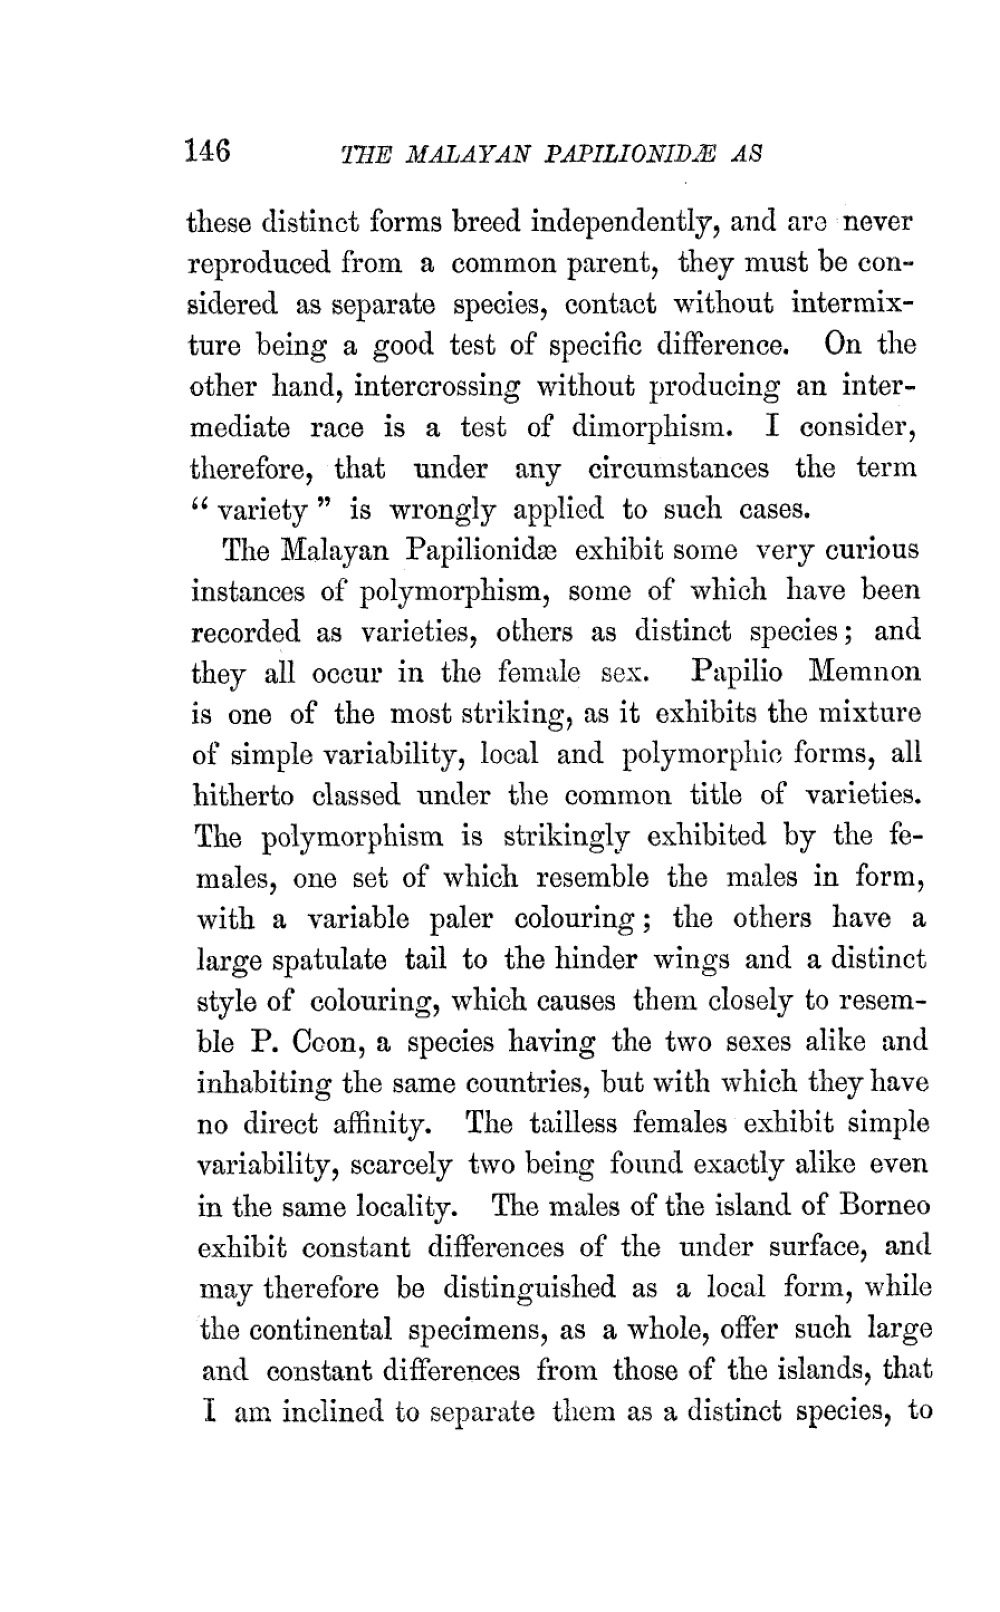 146 THE MALAYAN PAPILIONIDÆ AS
these distinct forms breed independently, and are never
reproduced from a common parent, they must be con-
sidered as separate species, contact without intermix-
ture being a good test of specific difference. On the
other hand, intercrossing without producing an inter-
mediate race is a test of dimorphism. I consider,
therefore, that under any circumstances the term
“variety” is wrongly applied to such cases.
The Malayan Papilionidæ exhibit some very curious
instances of polymorphism, some of which have been
recorded as varieties, others as distinct species; and
they all occur in the female sex. Papilio Memnon
is one of the most striking, as it exhibits the mixture
of simple variability, local and polymorphic forms, all
hitherto classed under the common title of varieties.
The polymorphism is strikingly exhibited by the fe-
males, one set of which resemble the males in form,
with a variable paler colouring; the others have a
large spatulate tail to the hinder wings and a distinct
style of colouring, which causes them closely to resem-
ble P. Coon, a species having the two sexes alike and
inhabiting the same countries, but with which they have
no direct affinity. The tailless females exhibit simple
variability, scarcely two being found exactly alike even
in the same locality. The males of the island of Borneo
exhibit constant differences of the under surface, and
may therefore be distinguished as a local form, while
the continental specimens, as a whole, offer such large
and constant differences from those of the islands, that
I am inclined to separate them as a distinct species, to